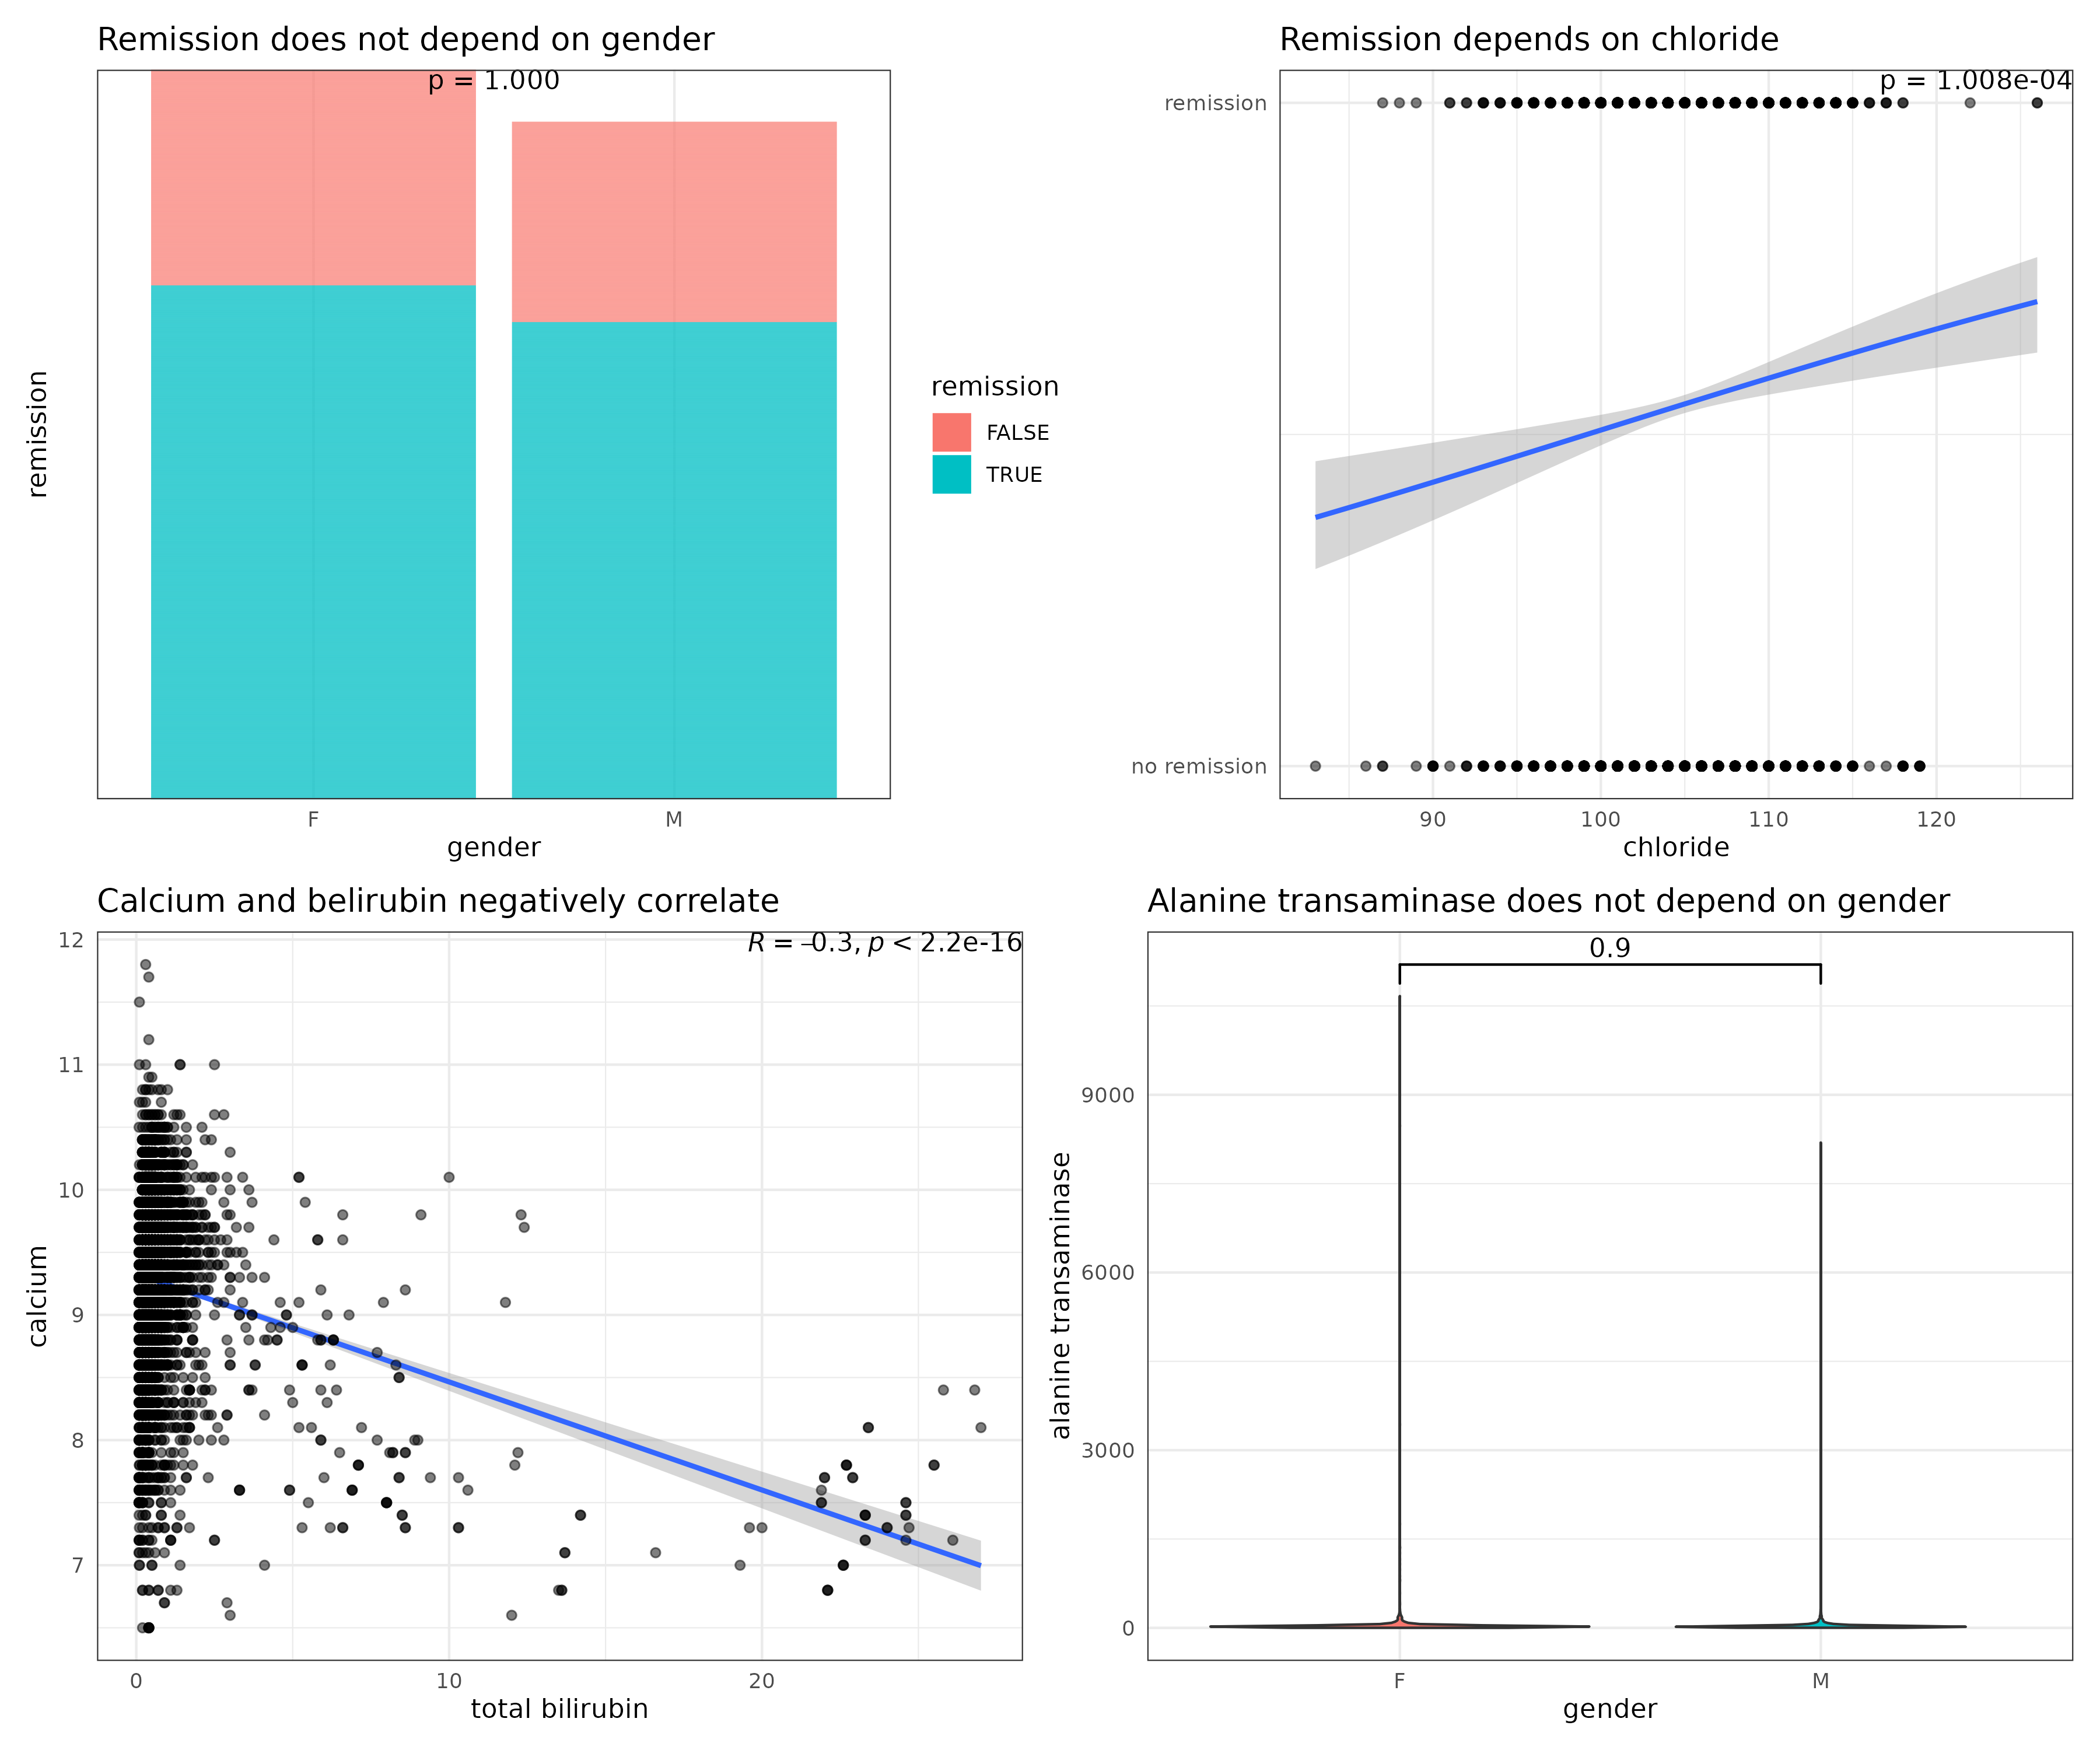 Remission does not depend on gender
p = 1.000
remission
F
M
gender
remission
FALSE
TRUE
Remission depends on chloride
p = 1.008e-04
remission
no remission
90
100
110
120
chloride
Calcium and belirubin negatively correlate
R = –0.3, p < 2.2e-16
12
11
10
9
8
7
calcium
0
10
20
total bilirubin
Alanine transaminase does not depend on gender
0.9
9000
6000
3000
0
alanine transaminase
F
M
gender